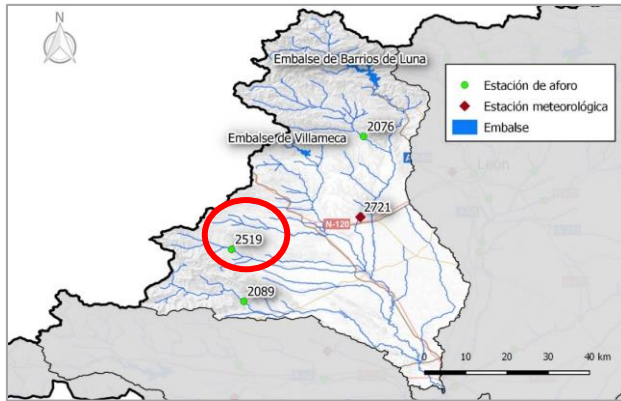 N
Embalse de Barrios de Luna
Estación de aforo
Estación meteorológica
Embalse
2076
Embalse de Villameca
León
2721
N-120
2519
2089
0 10 20 30 40 km